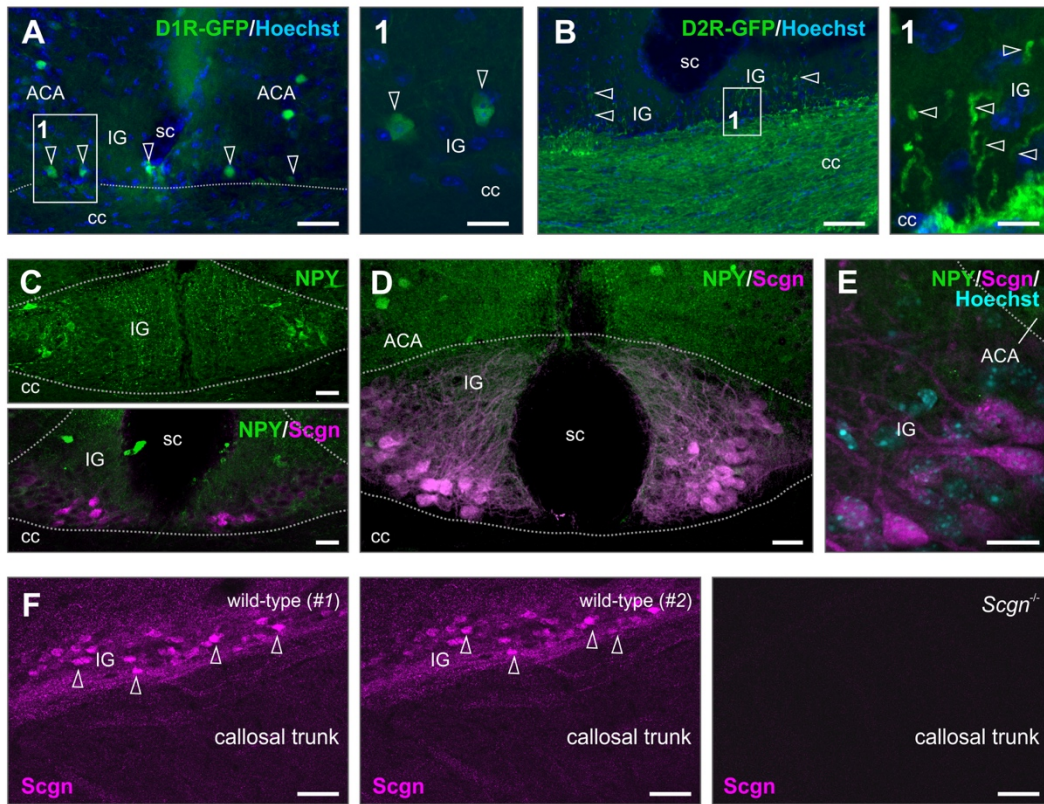 A
D1R-GFP/Hoechst
ACA
ACA
1
IG
sc
cc
1
IG
cc
B
D2R-GFP/Hoechst
sc
IG
IG
1
cc
1
IG
cc
C
NPY
IG
cc
NPY/Scgn
IG
cc
D
NPY/Scgn
ACA
IG
sc
cc
E
NPY/Scgn/
Hoechst
ACA
IG
F
wild-type (#1)
IG
callosal trunk
Scgn
wild-type (#2)
IG
callosal trunk
Scgn
Scgn-/-
callosal trunk
Scgn